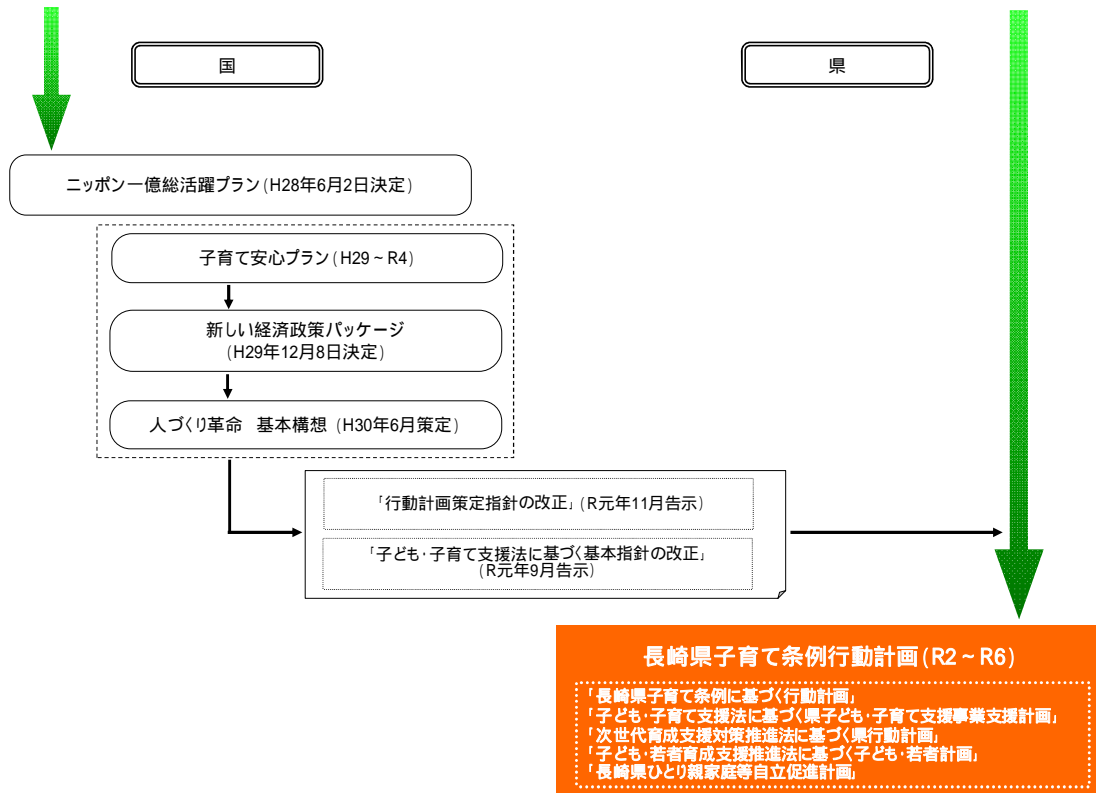 国
県
ニッポン一億総活躍プラン(H28年6月2日決定)
子育て安心プラン(H29~R4)
新しい経済政策パッケージ
(H29年12月8日決定)
人づくり革命 基本構想 (H30年6月策定)
「行動計画策定指針の改正」(R元年11月告示)
「子ども・子育て支援法に基づく基本指針の改正」
(R元年9月告示)
長崎県子育て条例行動計画(R2~R6)
「長崎県子育て条例に基づく行動計画」
「子ども・子育て支援法に基づく県子ども・子育て支援事業支援計画」
「次世代育成支援対策推進法に基づく県行動計画」
「子ども・若者育成支援推進法に基づく子ども・若者計画」
「長崎県ひとり親家庭等自立促進計画」